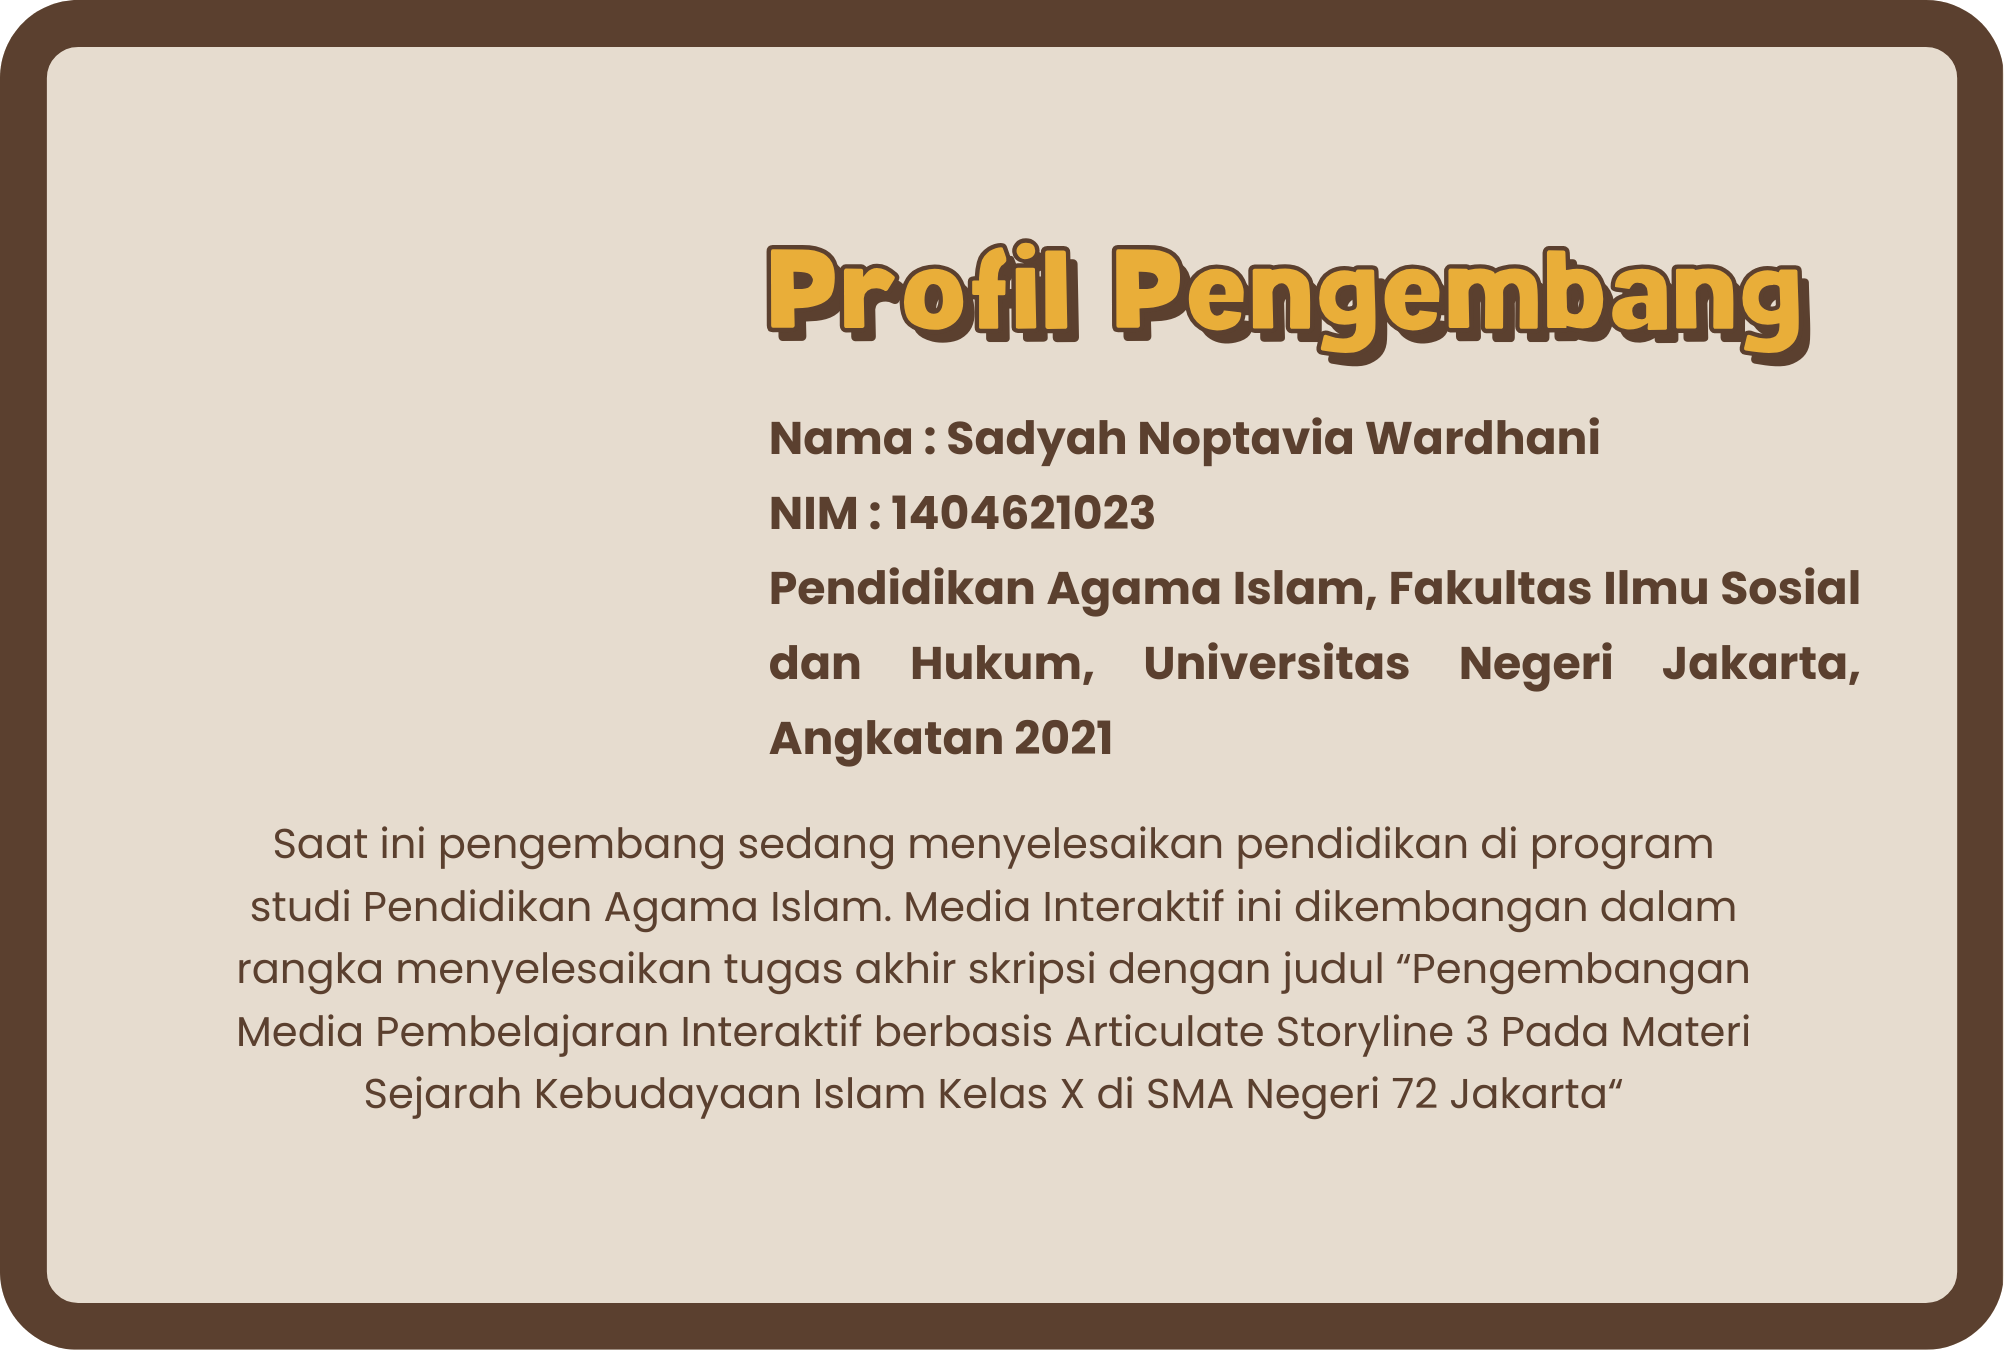 Profil Pengembang
Nama : Sadyah Noptavia Wardhani
NIM : 1404621023
Pendidikan Agama Islam, Fakultas Ilmu Sosial
dan Hukum, Universitas Negeri Jakarta,
Angkatan 2021
Saat ini pengembang sedang menyelesaikan pendidikan di program
studi Pendidikan Agama Islam. Media Interaktif ini dikembangan dalam
rangka menyelesaikan tugas akhir skripsi dengan judul “Pengembangan
Media Pembelajaran Interaktif berbasis Articulate Storyline 3 Pada Materi
Sejarah Kebudayaan Islam Kelas X di SMA Negeri 72 Jakarta“